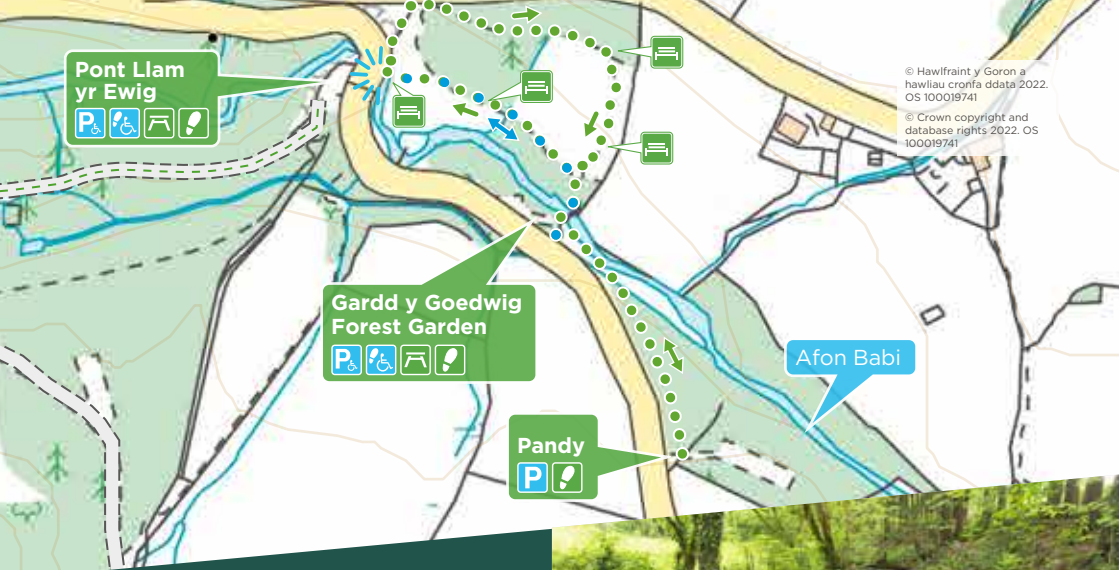 Pont Llam
yr Ewig
P
© Hawlfraint y Goron a
hawliau cronfa ddata 2022.
OS 100019741
© Crown copyright and
database rights 2022. OS
100019741
Gardd y Goedwig
Forest Garden
P
Afon Babi
Pandy
P